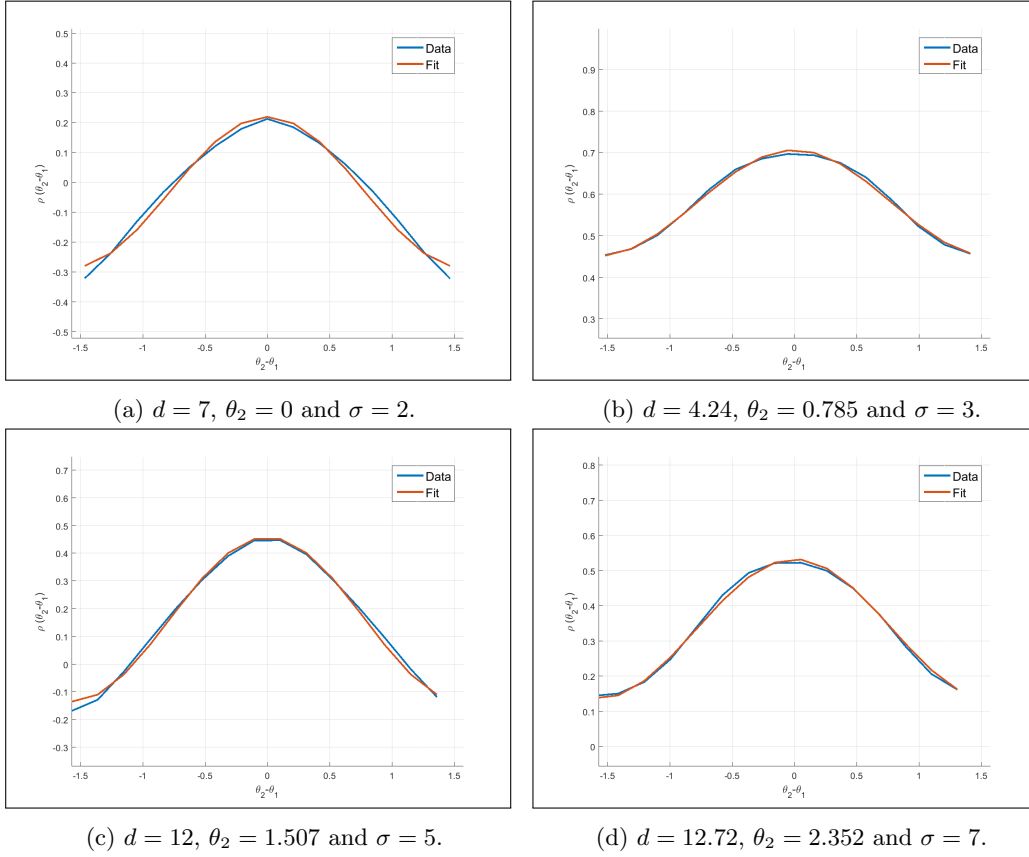 0.5
0.4
0.3
0.2
0.1
0
-0.1
-0.2
-0.3
-0.4
-0.5
ρ (θ₂-θ₁)
-1.5 -1 -0.5 0 0.5 1 1.5
θ₂-θ₁
Data
Fit
0.9
0.8
0.7
0.6
0.5
0.4
0.3
ρ (θ₂-θ₁)
-1.5 -1 -0.5 0 0.5 1 1.5
θ₂-θ₁
Data
Fit
(a) d = 7, θ₂ = 0 and σ = 2.
(b) d = 4.24, θ₂ = 0.785 and σ = 3.
0.7
0.6
0.5
0.4
0.3
0.2
0.1
0
-0.1
-0.2
-0.3
ρ (θ₂-θ₁)
-1.5 -1 -0.5 0 0.5 1 1.5
θ₂-θ₁
Data
Fit
0.8
0.7
0.6
0.5
0.4
0.3
0.2
0.1
0
ρ (θ₂-θ₁)
-1.5 -1 -0.5 0 0.5 1 1.5
θ₂-θ₁
Data
Fit
(c) d = 12, θ₂ = 1.507 and σ = 5.
(d) d = 12.72, θ₂ = 2.352 and σ = 7.